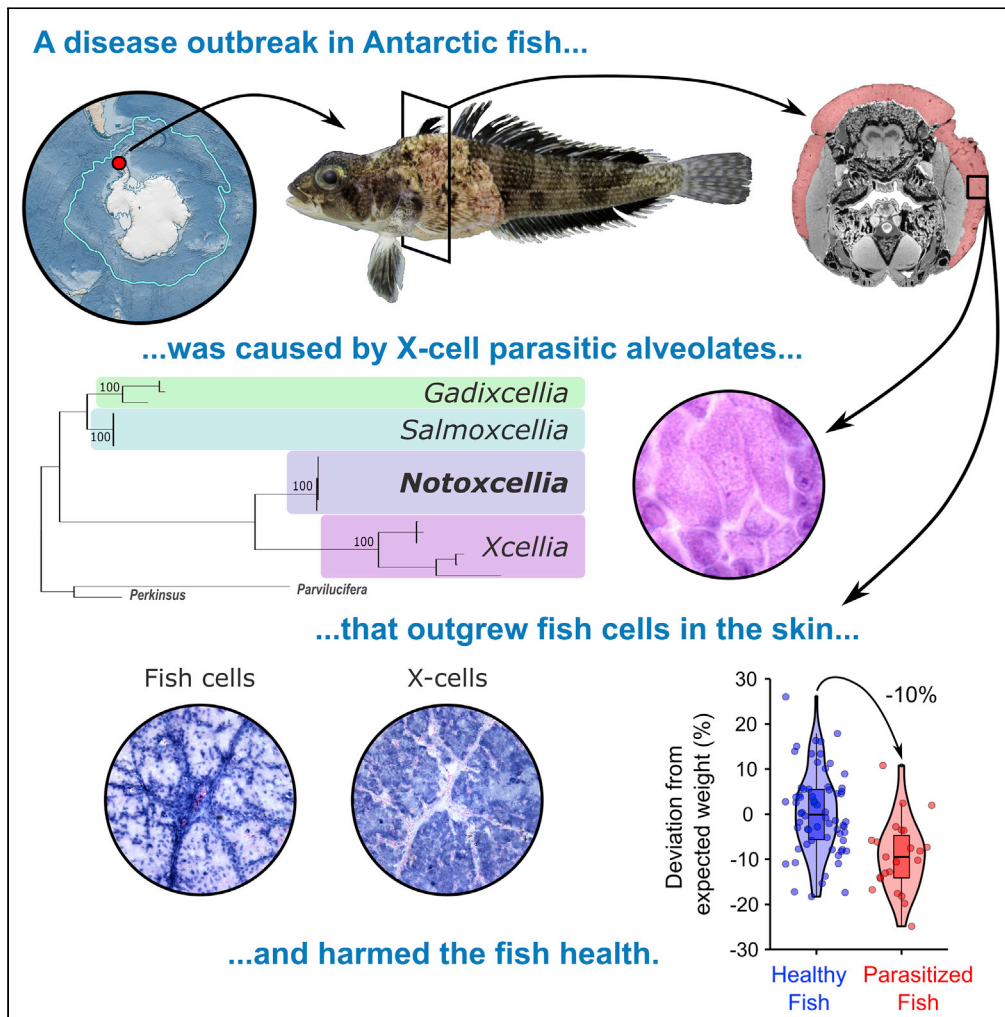 A disease outbreak in Antarctic fish...
...was caused by X-cell parasitic alveolates...
100
Gadixcellia
100
Salmoxcellia
100
Notoxcellia
100
Xcellia
Perkinsus
Parvilucifera
...that outgrew fish cells in the skin...
Fish cells
X-cells
Deviation from
expected weight (%)
30
20
10
0
-10
-20
-30
-10%
Healthy
Fish
Parasitized
Fish
...and harmed the fish health.